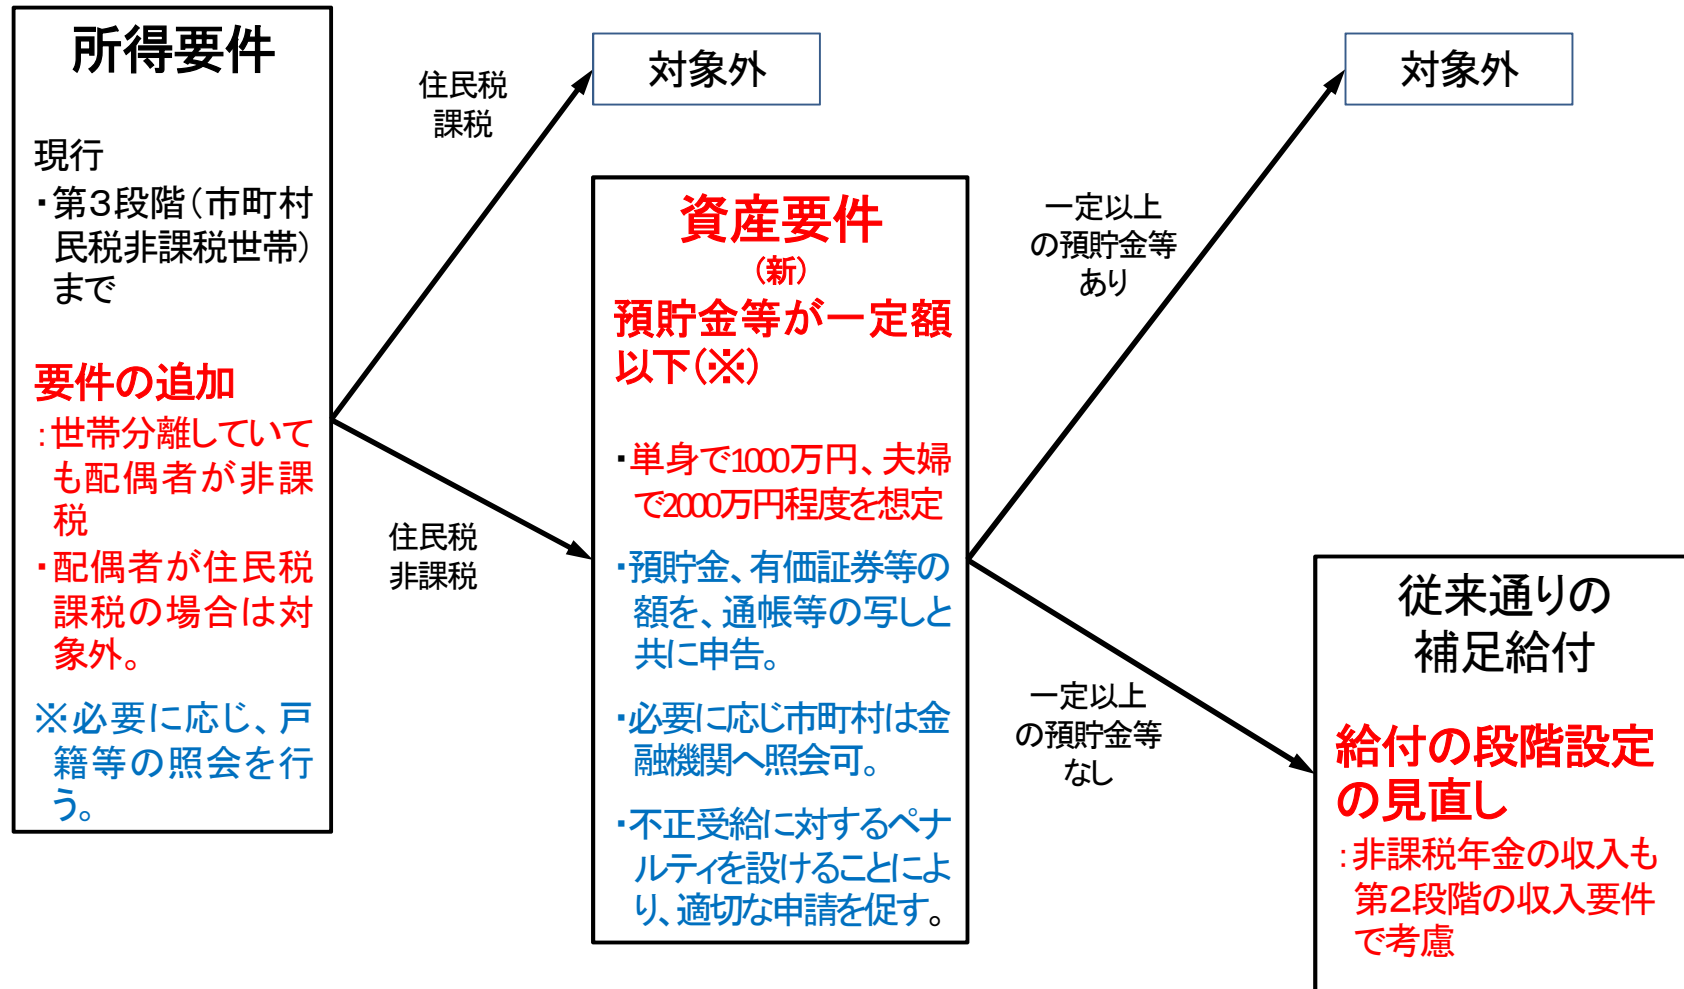 所得要件
現行
・第3段階（市町村
民税非課税世帯）
まで
要件の追加
：世帯分離していて
も配偶者が非課
税
・配偶者が住民税
課税の場合は対
象外。
※必要に応じ、戸
籍等の照会を行
う。
住民税
課税
対象外
住民税
非課税
資産要件
（新）
預貯金等が一定額
以下（※）
・単身で1000万円、夫婦
で2000万円程度を想定
・預貯金、有価証券等の
額を、通帳等の写しと
共に申告。
・必要に応じ市町村は金
融機関へ照会可。
・不正受給に対するペナ
ルティを設けることによ
り、適切な申請を促す。
一定以上
の預貯金等
あり
対象外
一定以上
の預貯金等
なし
従来通りの
補足給付
給付の段階設定
の見直し
：非課税年金の収入も
第2段階の収入要件
で考慮